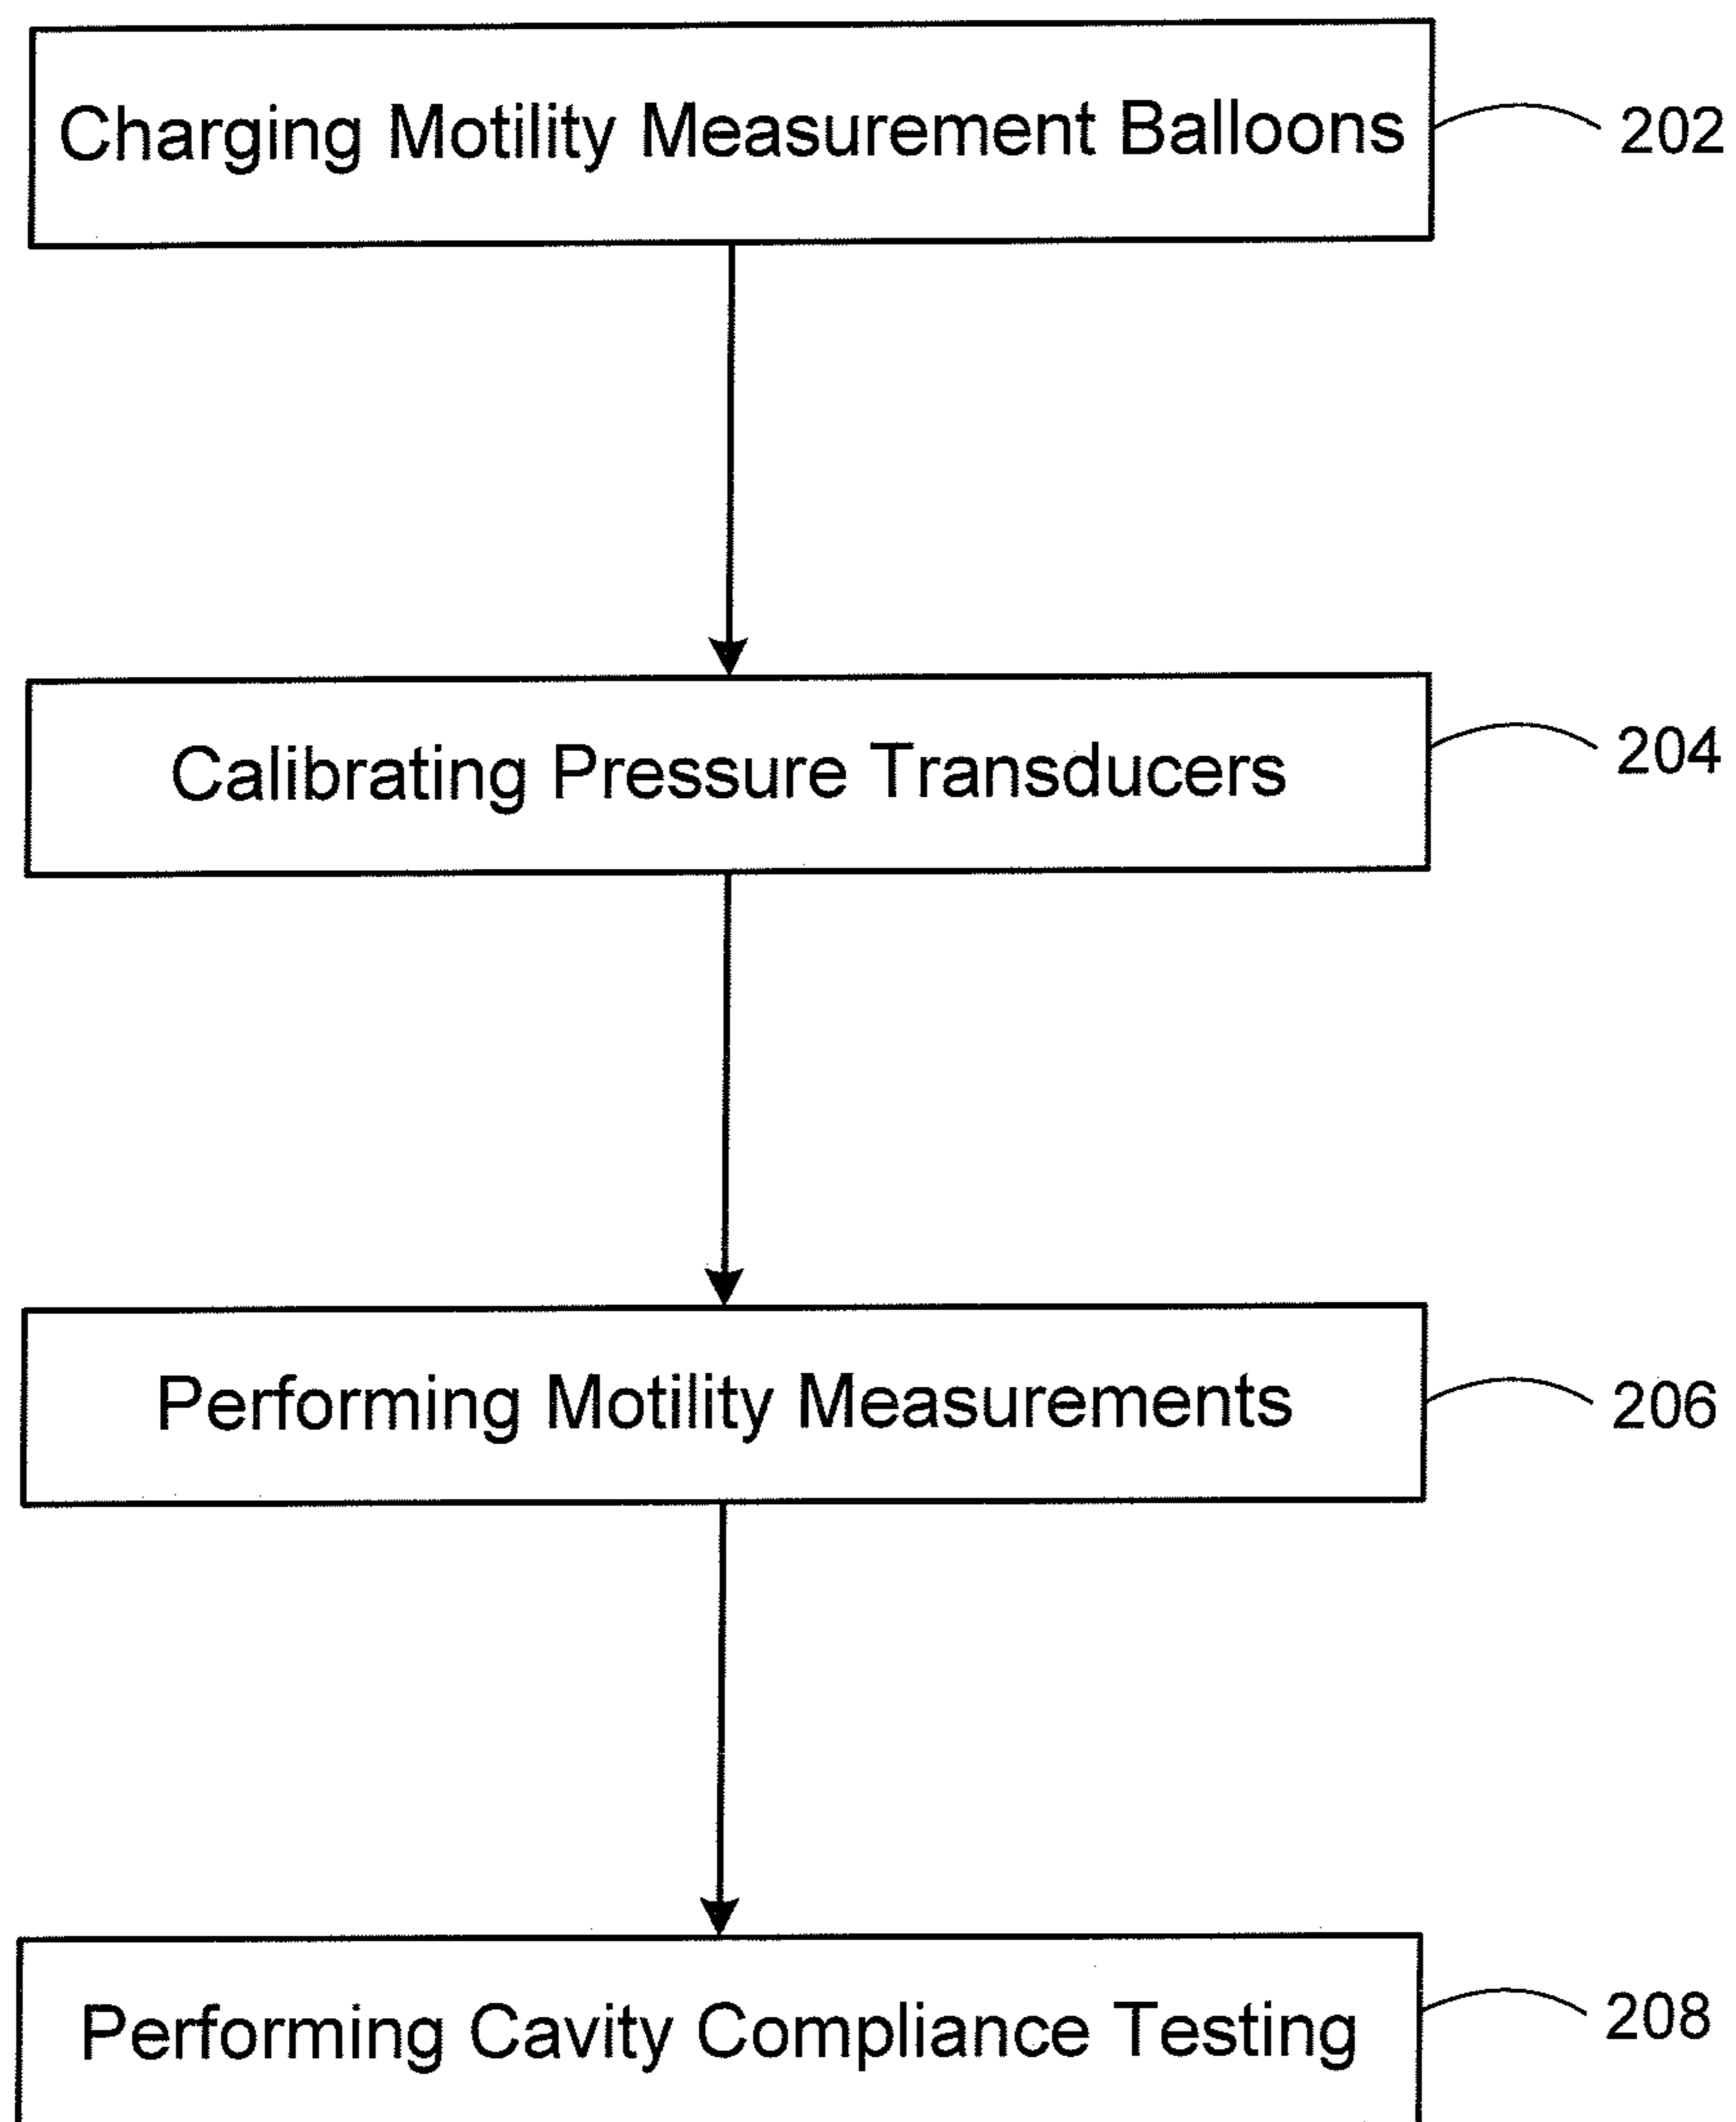 Charging Motility Measurement Balloons 202
Calibrating Pressure Transducers 204
Performing Motility Measurements 206
Performing Cavity Compliance Testing 208